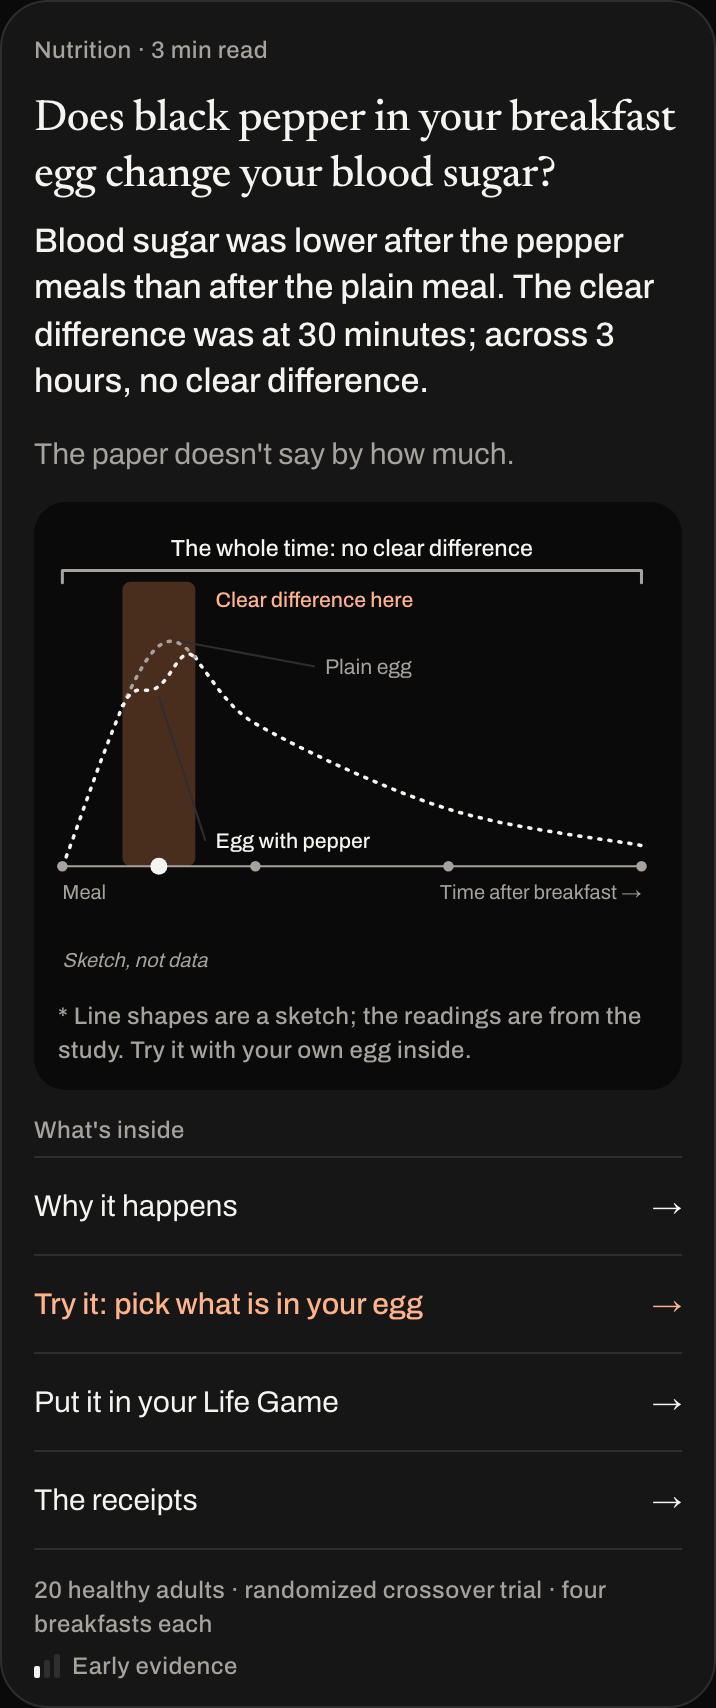 Nutrition · 3 min read
Does black pepper in your breakfast
egg change your blood sugar?
Blood sugar was lower after the pepper
meals than after the plain meal. The clear
difference was at 30 minutes; across 3
hours, no clear difference.
The paper doesn't say by how much.
The whole time: no clear difference
Clear difference here
Plain egg
Egg with pepper
Meal
Time after breakfast →
Sketch, not data
* Line shapes are a sketch; the readings are from the
study. Try it with your own egg inside.
What's inside
Why it happens →
Try it: pick what is in your egg →
Put it in your Life Game →
The receipts →
20 healthy adults · randomized crossover trial · four
breakfasts each
Early evidence